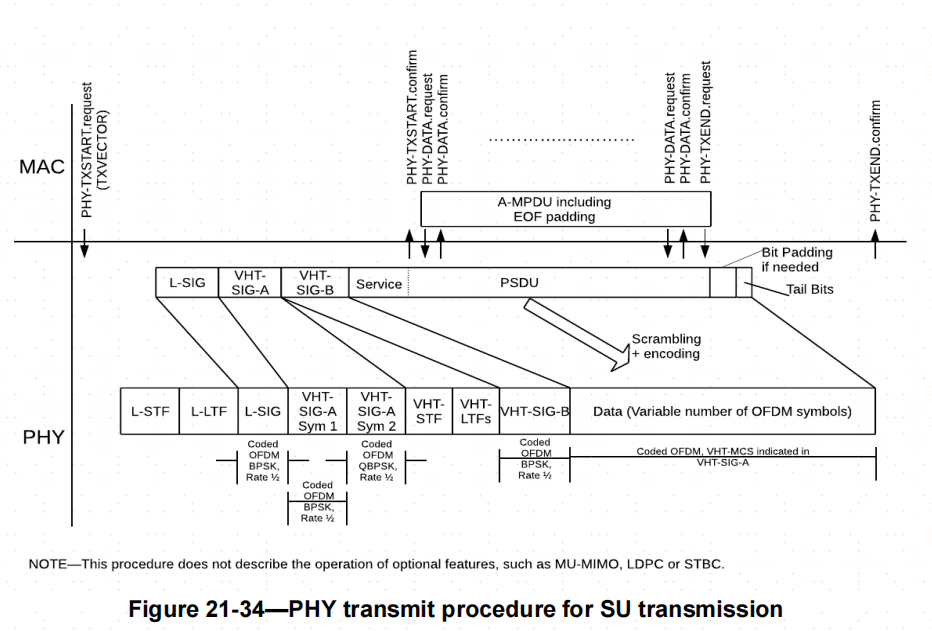 PHY-TXSTART.request
(TXVECTOR)
PHY-TXSTART.confirm
PHY-DATA.request
PHY-DATA.confirm
PHY-DATA.request
PHY-DATA.confirm
PHY-TXEND.request
PHY-TXEND.confirm
MAC
A-MPDU including
EOF padding
Bit Padding
if needed
L-SIG
VHT-
SIG-A
VHT-
SIG-B
Service
PSDU
Tail Bits
Scrambling
+ encoding
L-STF
L-LTF
L-SIG
VHT-
SIG-A
Sym 1
VHT-
SIG-A
Sym 2
VHT-
STF
VHT-
LTFs
VHT-SIG-B
Data (Variable number of OFDM symbols)
PHY
Coded
OFDM
BPSK,
Rate ½
Coded
OFDM
BPSK,
Rate ½
Coded
OFDM
QBPSK,
Rate ½
Coded
OFDM
BPSK,
Rate ½
Coded OFDM, VHT-MCS indicated in
VHT-SIG-A
NOTE—This procedure does not describe the operation of optional features, such as MU-MIMO, LDPC or STBC.
Figure 21-34—PHY transmit procedure for SU transmission